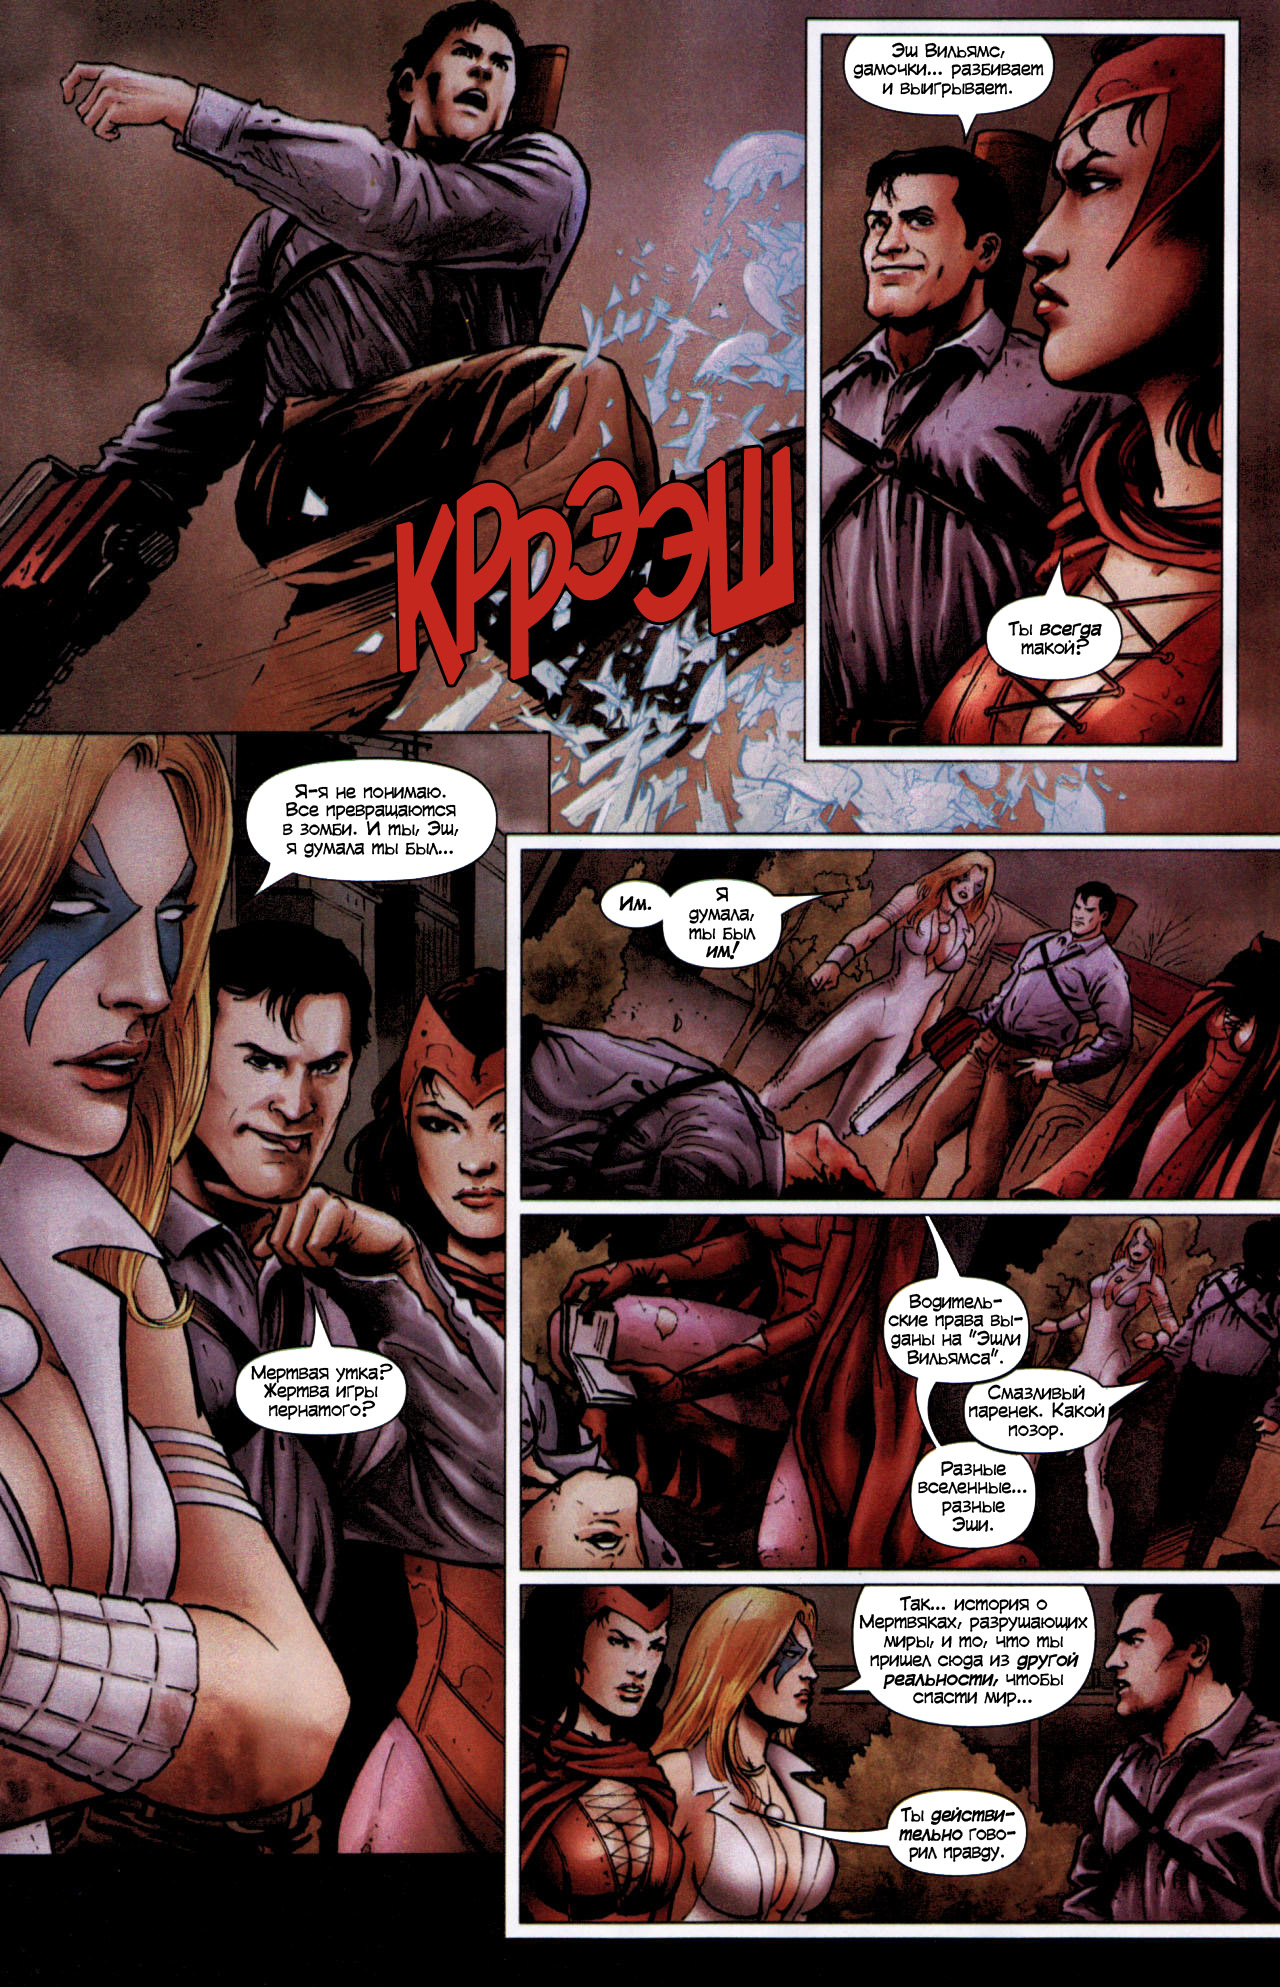 КРРЭЭЭШ
Эш Вильямс,
дамочки... разбивает
и выигрывает.
Ты всегда
такой?
Я-я не понимаю.
Все превращаются
в зомби. И ты, Эш,
я думала ты был...
Мертвая утка?
Жертва игры
пернатого?
Я
думала,
ты был
им!
Им.
Водитель-
ские права вы-
даны на "Эшли
Вильямса".
Смазливый
паренек. Какой
позор.
Разные
вселенные...
разные
Эши.
Так... история о
Мертвяках, разрушающих
миры, и то, что ты
пришел сюда из другой
реальности, чтобы
спасти мир...
Ты действи-
тельно гово-
рил правду.